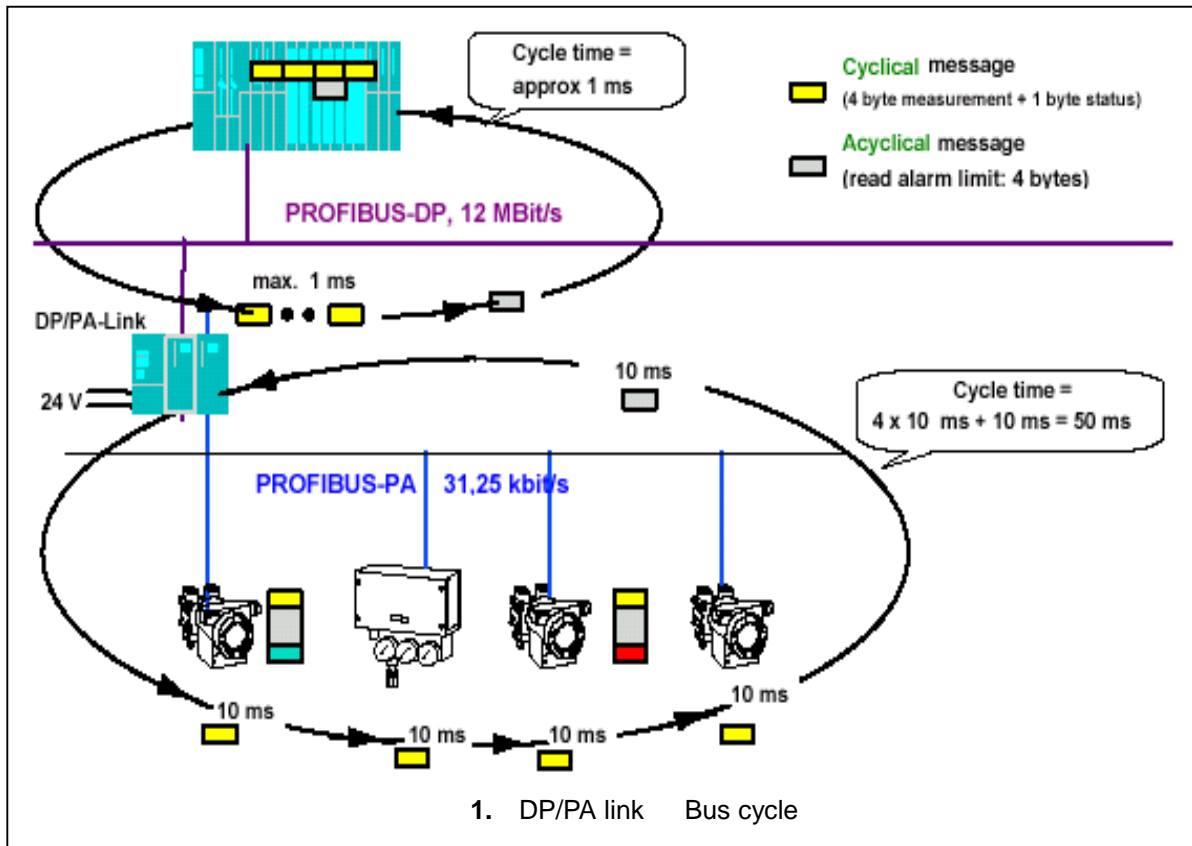 Cycle time =
approx 1 ms
Cyclical message
(4 byte measurement + 1 byte status)
Acyclical message
(read alarm limit: 4 bytes)
PROFIBUS-DP, 12 MBit/s
max. 1 ms
DP/PA-Link
24 V
10 ms
Cycle time =
4 x 10 ms + 10 ms = 50 ms
PROFIBUS-PA 31,25 kbit/s
10 ms
10 ms
10 ms
10 ms
1. DP/PA link Bus cycle